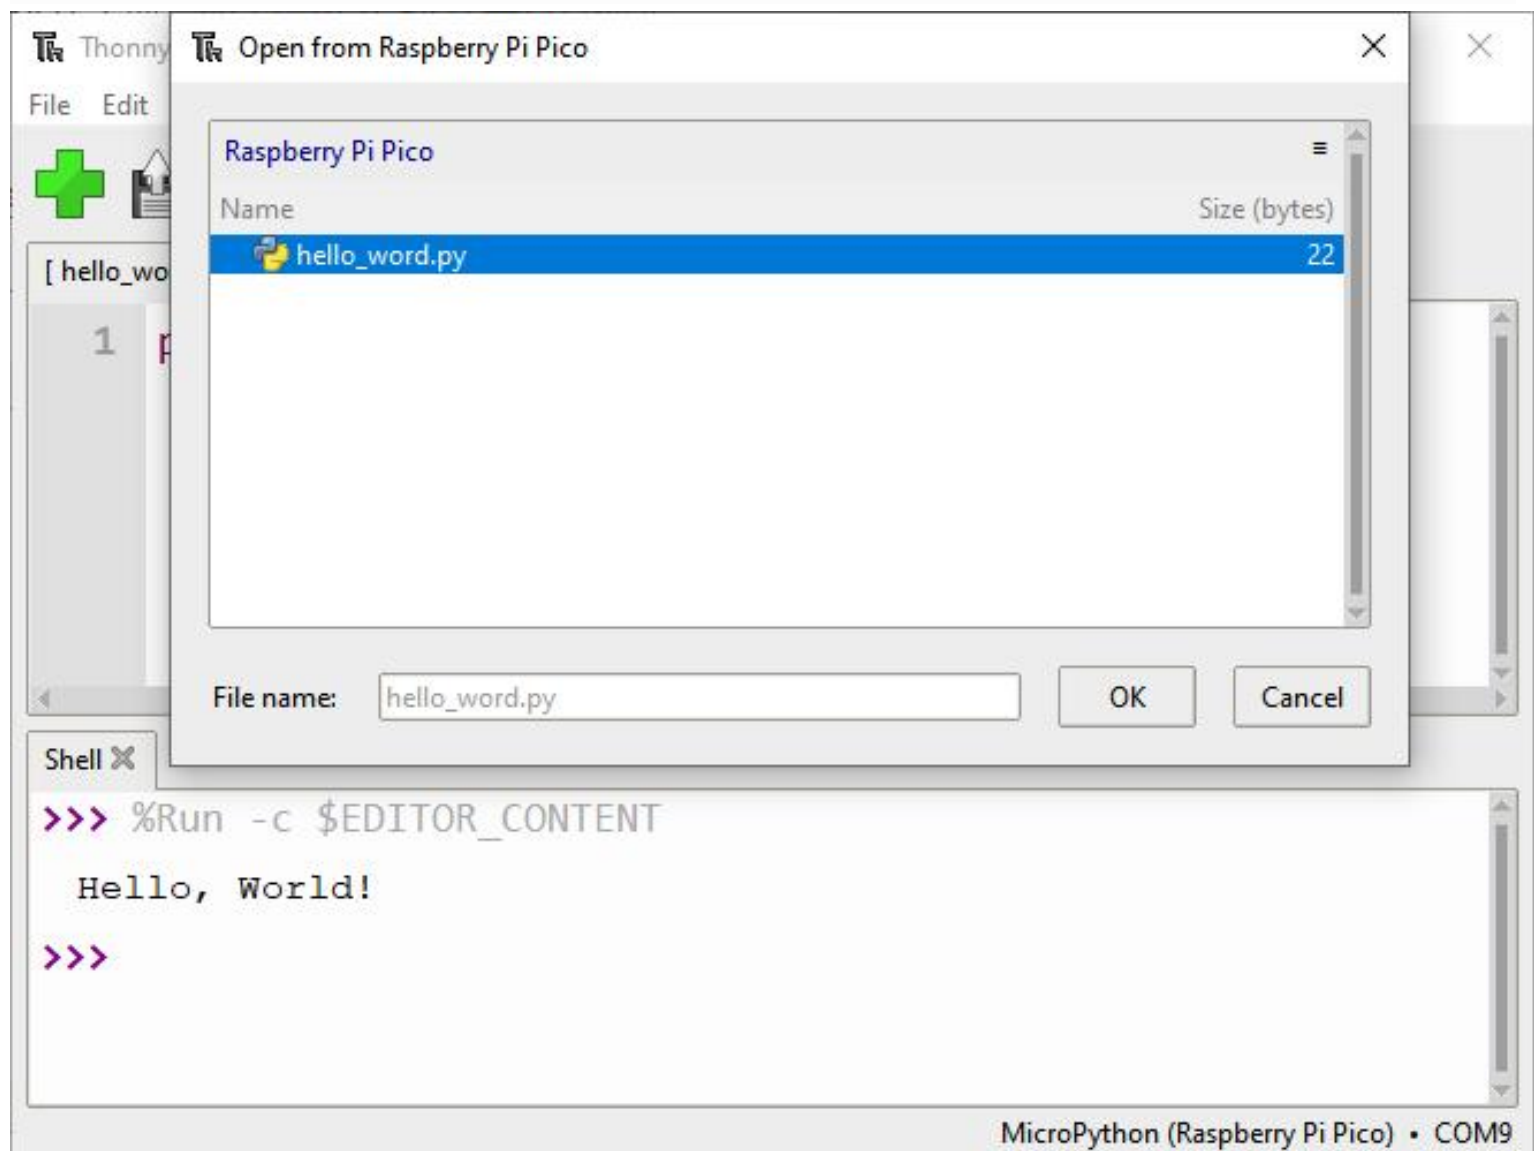 Thonny
Open from Raspberry Pi Pico
File Edit
Raspberry Pi Pico
Name Size (bytes)
hello_word.py 22
[ hello_wo
1 p
File name: hello_word.py OK Cancel
Shell
>>> %Run -c $EDITOR_CONTENT
Hello, World!
>>>
MicroPython (Raspberry Pi Pico) • COM9